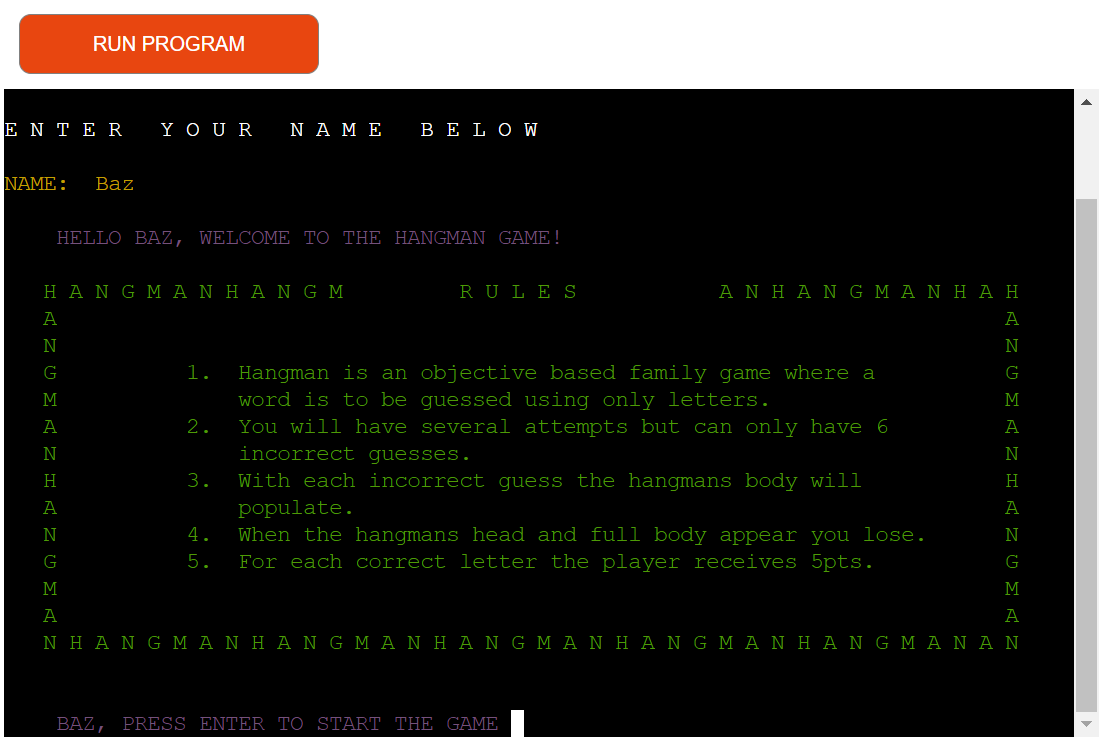 RUN PROGRAM
E N T E R   Y O U R   N A M E   B E L O W
NAME:  Baz
HELLO BAZ, WELCOME TO THE HANGMAN GAME!
H A N G M A N H A N G M         R U L E S           A N H A N G M A N H A H
A                                                                         A
N                                                                         N
G          1.  Hangman is an objective based family game where a          G
M              word is to be guessed using only letters.                  M
A          2.  You will have several attempts but can only have 6         A
N              incorrect guesses.                                         N
H          3.  With each incorrect guess the hangmans body will           H
A              populate.                                                  A
N          4.  When the hangmans head and full body appear you lose.      N
G          5.  For each correct letter the player receives 5pts.          G
M                                                                         M
A                                                                         A
N H A N G M A N H A N G M A N H A N G M A N H A N G M A N H A N G M A N A N
BAZ, PRESS ENTER TO START THE GAME